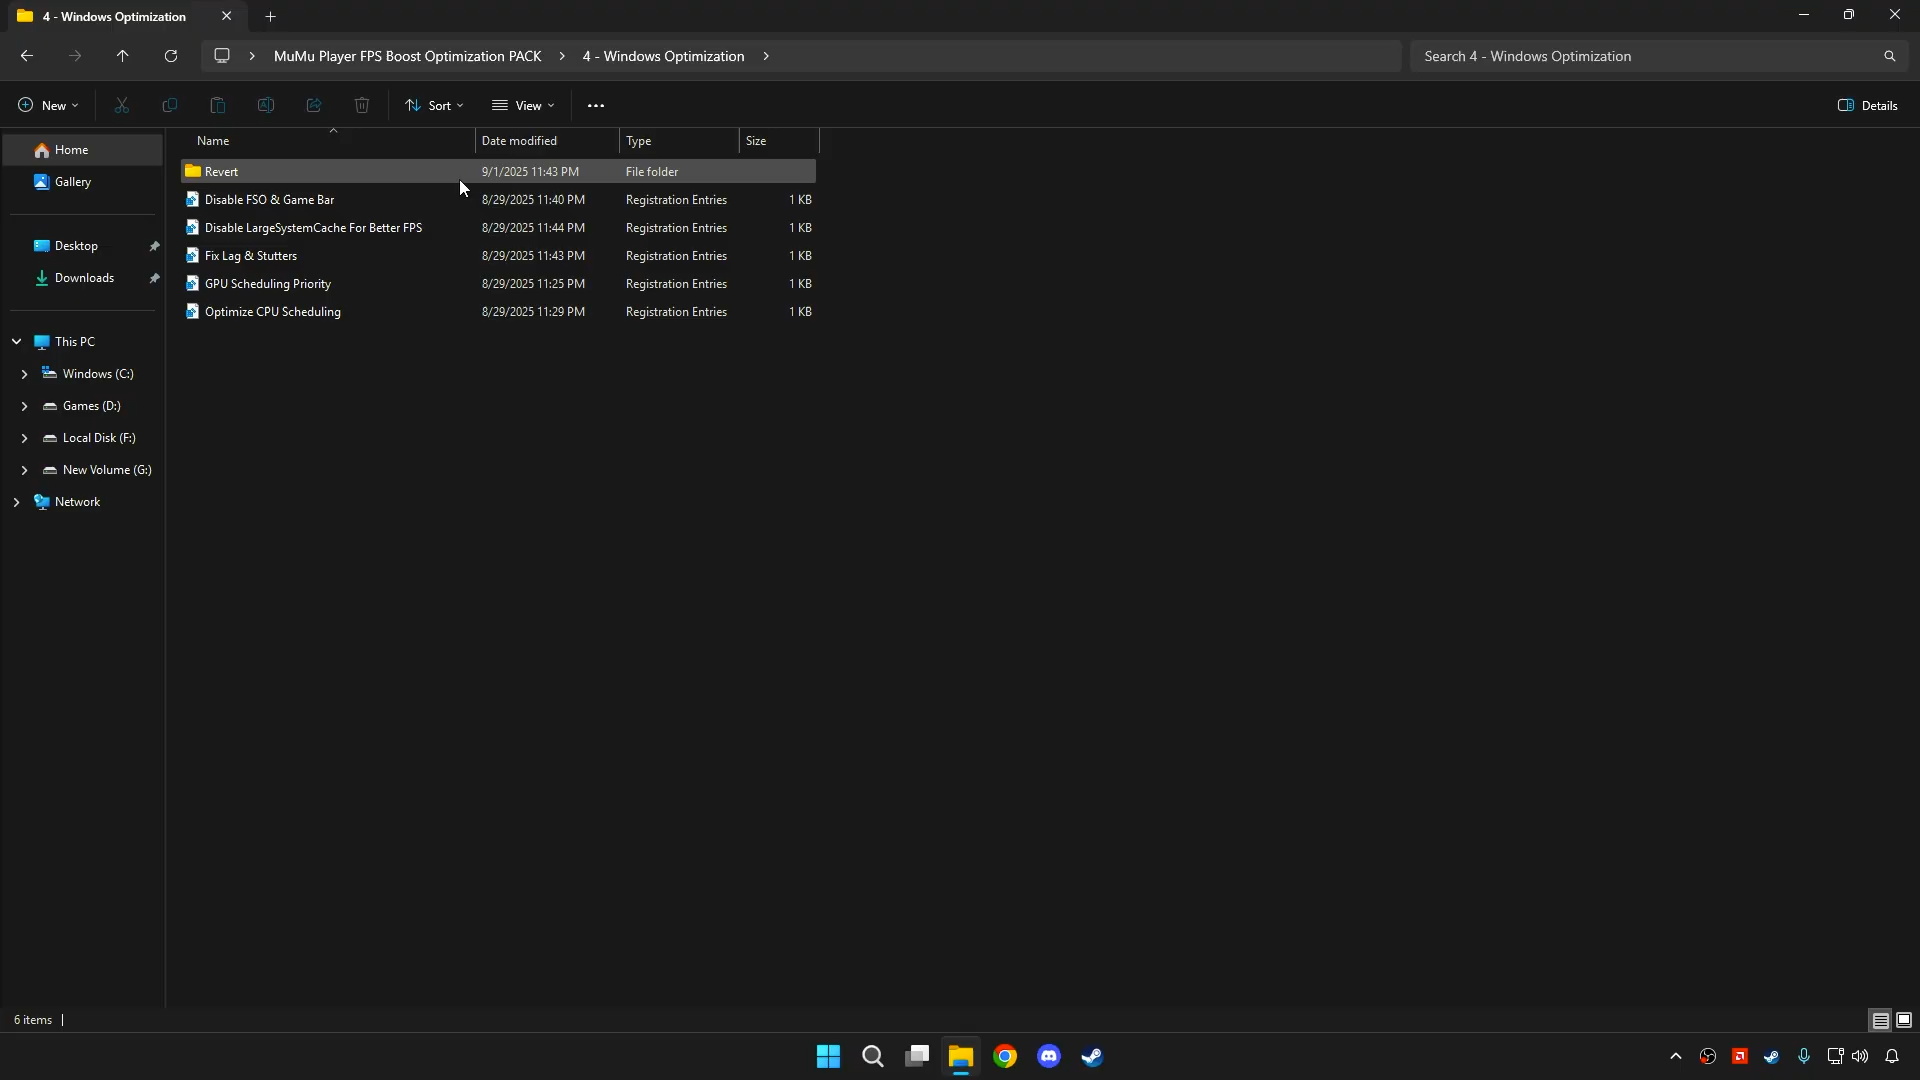 4 - Windows Optimization
MuMu Player FPS Boost Optimization PACK > 4 - Windows Optimization >
Search 4 - Windows Optimization
New
Sort
View
Details
Name Date modified Type Size
Home
Gallery
Desktop
Downloads
This PC
Windows (C:)
Games (D:)
Local Disk (F:)
New Volume (G:)
Network
Revert 9/1/2025 11:43 PM File folder
Disable FSO & Game Bar 8/29/2025 11:40 PM Registration Entries 1 KB
Disable LargeSystemCache For Better FPS 8/29/2025 11:44 PM Registration Entries 1 KB
Fix Lag & Stutters 8/29/2025 11:43 PM Registration Entries 1 KB
GPU Scheduling Priority 8/29/2025 11:25 PM Registration Entries 1 KB
Optimize CPU Scheduling 8/29/2025 11:29 PM Registration Entries 1 KB
6 items